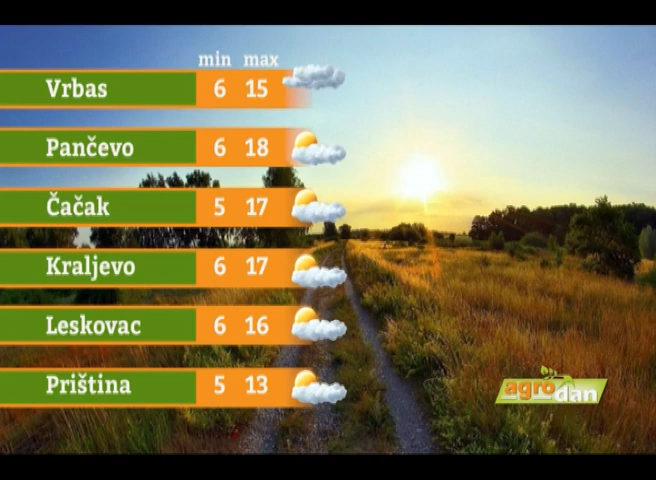 min max
Vrbas 6 15
Pančevo 6 18
Čačak 5 17
Kraljevo 6 17
Leskovac 6 16
Priština 5 13
agro dan